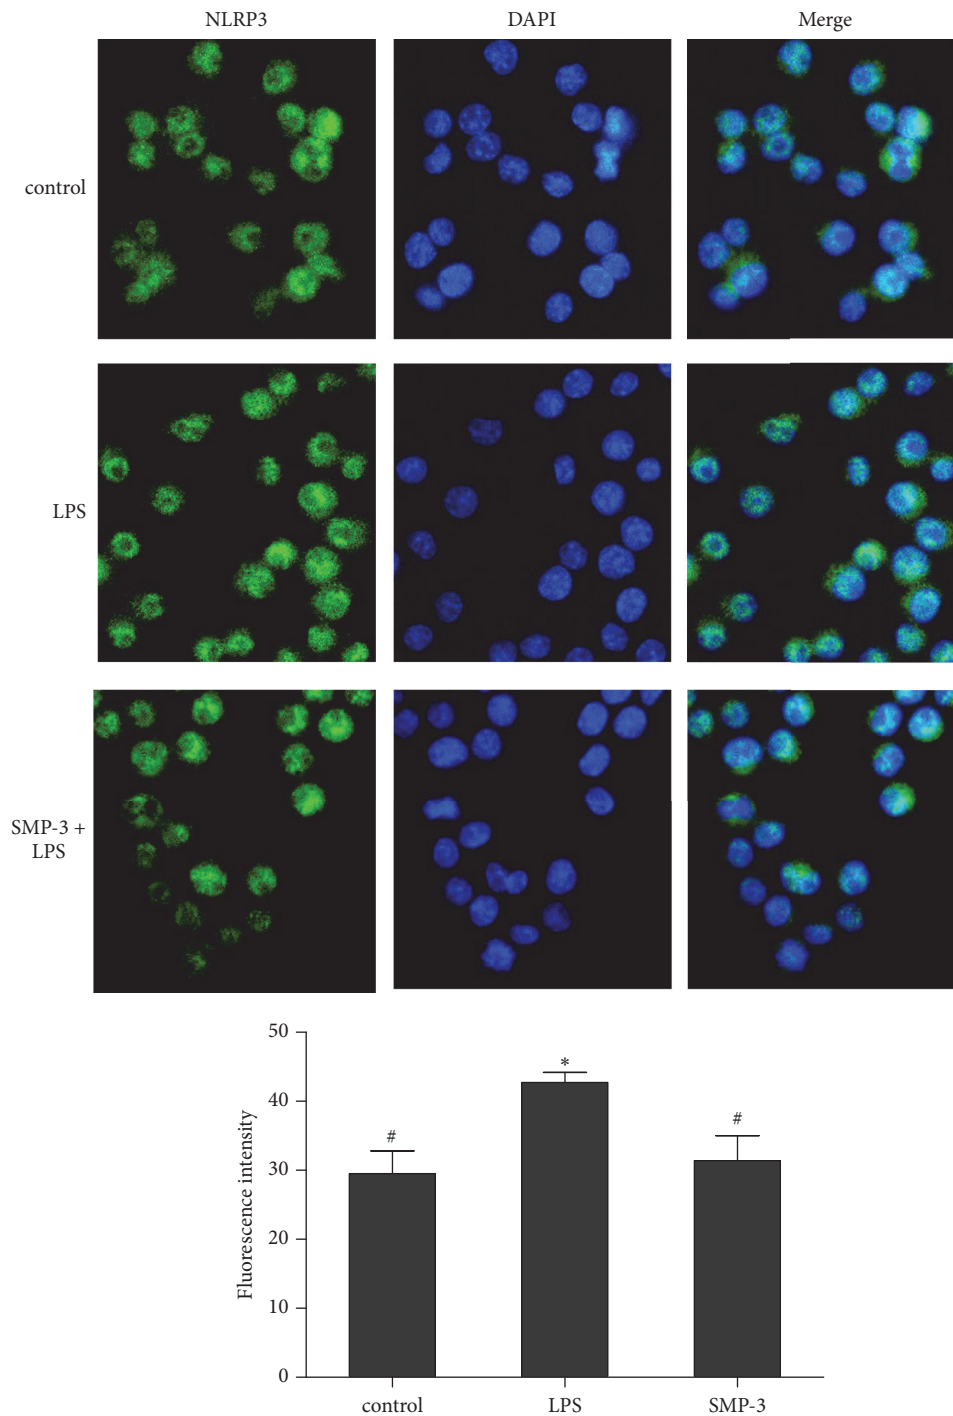 NLRP3 DAPI Merge
control
LPS
SMP-3 +
LPS
50
40
30
20
10
0
Fluorescence intensity
#
*
#
control LPS SMP-3